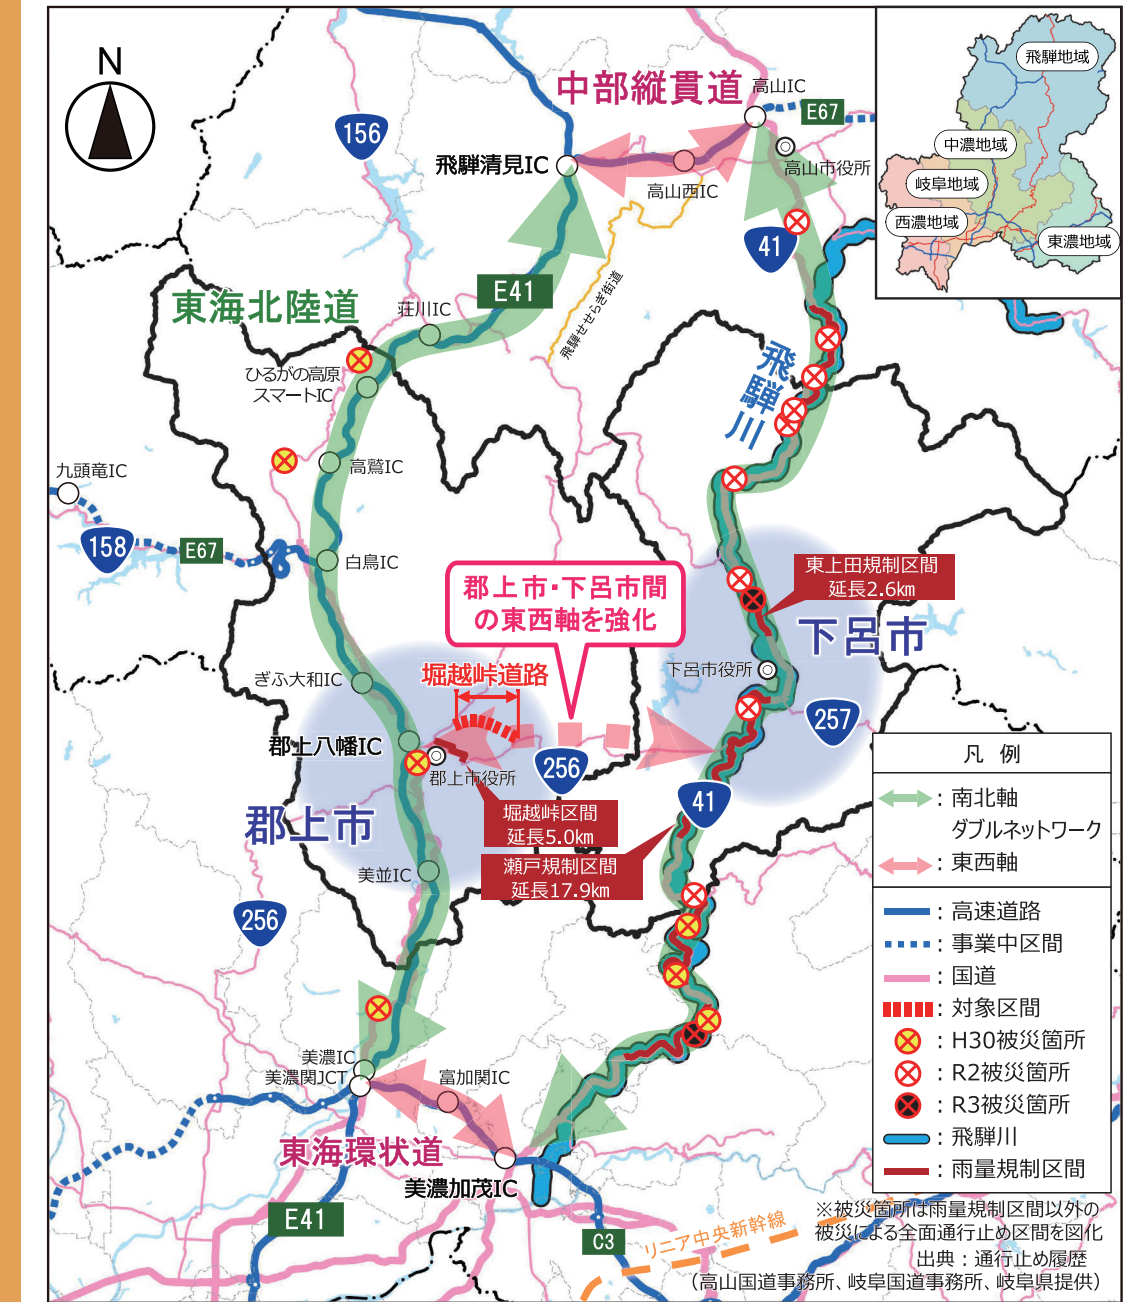 N
156
中部縦貫道
高山IC
E67
飛騨清見IC
高山西IC
高山市役所
41
飛騨地域
中濃地域
岐阜地域
西濃地域
東濃地域
東海北陸道
E41
飛騨せせらぎ街道
荘川IC
ひるがの高原
スマートIC
飛騨川
高鷲IC
九頭竜IC
158
E67
白鳥IC
郡上市・下呂市間
の東西軸を強化
東上田規制区間
延長2.6㎞
下呂市
下呂市役所
ぎふ大和IC
堀越峠道路
257
郡上八幡IC
郡上市役所
256
41
郡上市
堀越峠区間
延長5.0㎞
瀬戸規制区間
延長17.9㎞
美並IC
256
美濃IC
美濃関JCT
富加関IC
東海環状道
美濃加茂IC
E41
C3
リニア中央新幹線
凡 例
：南北軸
ダブルネットワーク
：東西軸
：高速道路
：事業中区間
：国道
：対象区間
：H30被災箇所
：R2被災箇所
：R3被災箇所
：飛騨川
：雨量規制区間
※被災箇所は雨量規制区間以外の
被災による全面通行止め区間を図化
出典：通行止め履歴
（高山国道事務所、岐阜国道事務所、岐阜県提供）